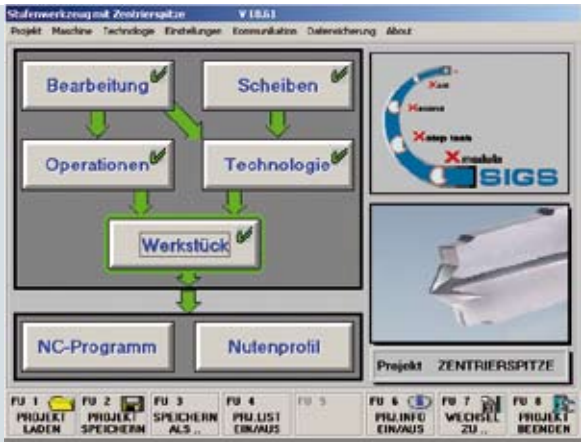 Stufenwerkzeug mit Zentrierspitze V 10.61
Projekt Maschine Technologie Einstellungen Kommunikation Datensicherung About
Bearbeitung
Scheiben
Operationen
Technologie
Werkstück
NC-Programm
Nutenprofil
step tools
X module
SIGS
Projekt ZENTRIERSPITZE
FU 1 PROJEKT LADEN
FU 2 PROJEKT SPEICHERN
FU 3 SPEICHERN ALS ..
FU 4 PRJ.LIST EIN/AUS
FU 5
FU 6 PRJ.INFO EIN/AUS
FU 7 WECHSEL ZU ..
FU 8 PROJEKT BEENDEN